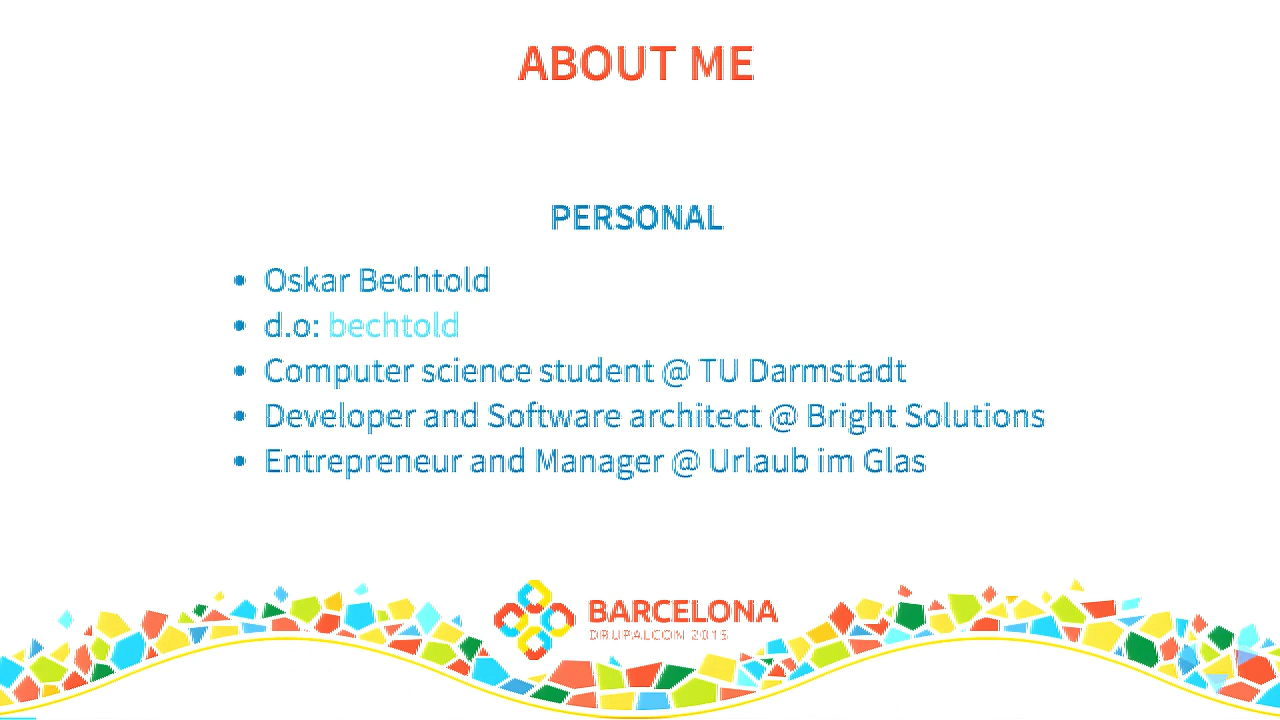 ABOUT ME
PERSONAL
• Oskar Bechtold
• d.o: bechtold
• Computer science student @ TU Darmstadt
• Developer and Software architect @ Bright Solutions
• Entrepreneur and Manager @ Urlaub im Glas
BARCELONA
DRUPALCON 2015